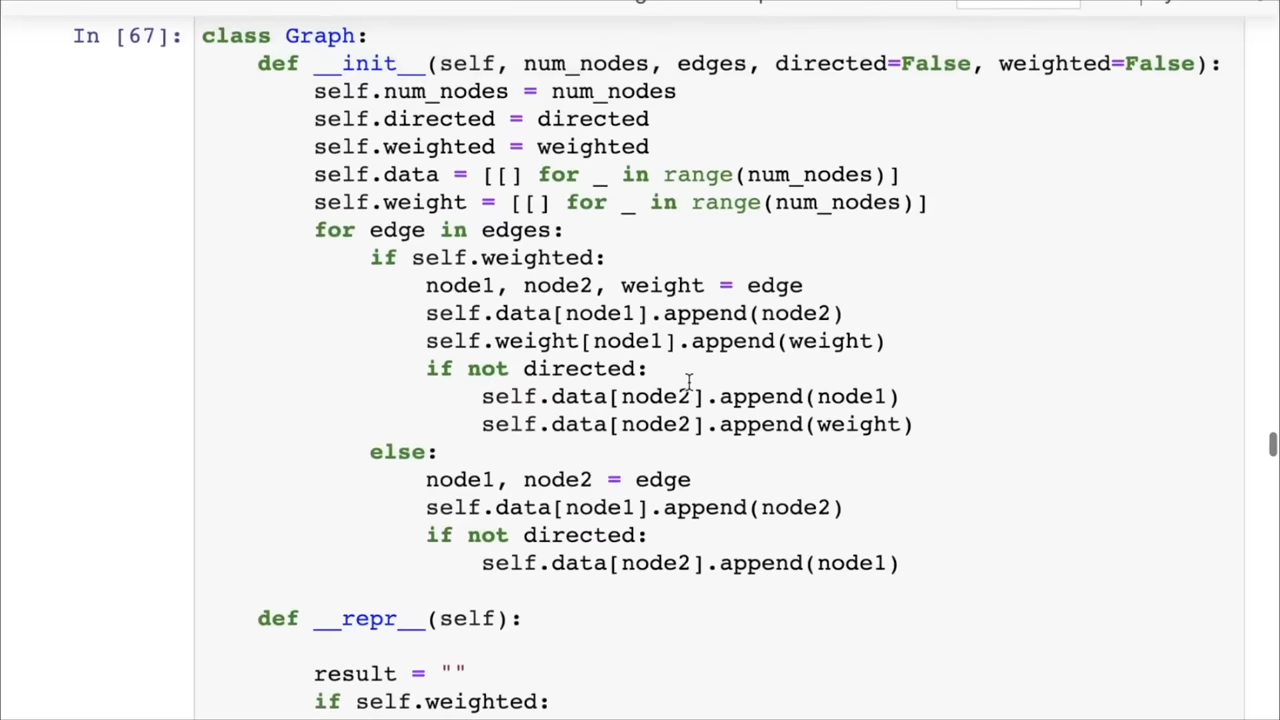 In [67]: class Graph:
    def __init__(self, num_nodes, edges, directed=False, weighted=False):
        self.num_nodes = num_nodes
        self.directed = directed
        self.weighted = weighted
        self.data = [[] for _ in range(num_nodes)]
        self.weight = [[] for _ in range(num_nodes)]
        for edge in edges:
            if self.weighted:
                node1, node2, weight = edge
                self.data[node1].append(node2)
                self.weight[node1].append(weight)
                if not directed:
                    self.data[node2].append(node1)
                    self.data[node2].append(weight)
            else:
                node1, node2 = edge
                self.data[node1].append(node2)
                if not directed:
                    self.data[node2].append(node1)
    def __repr__(self):
        result = ""
        if self.weighted: